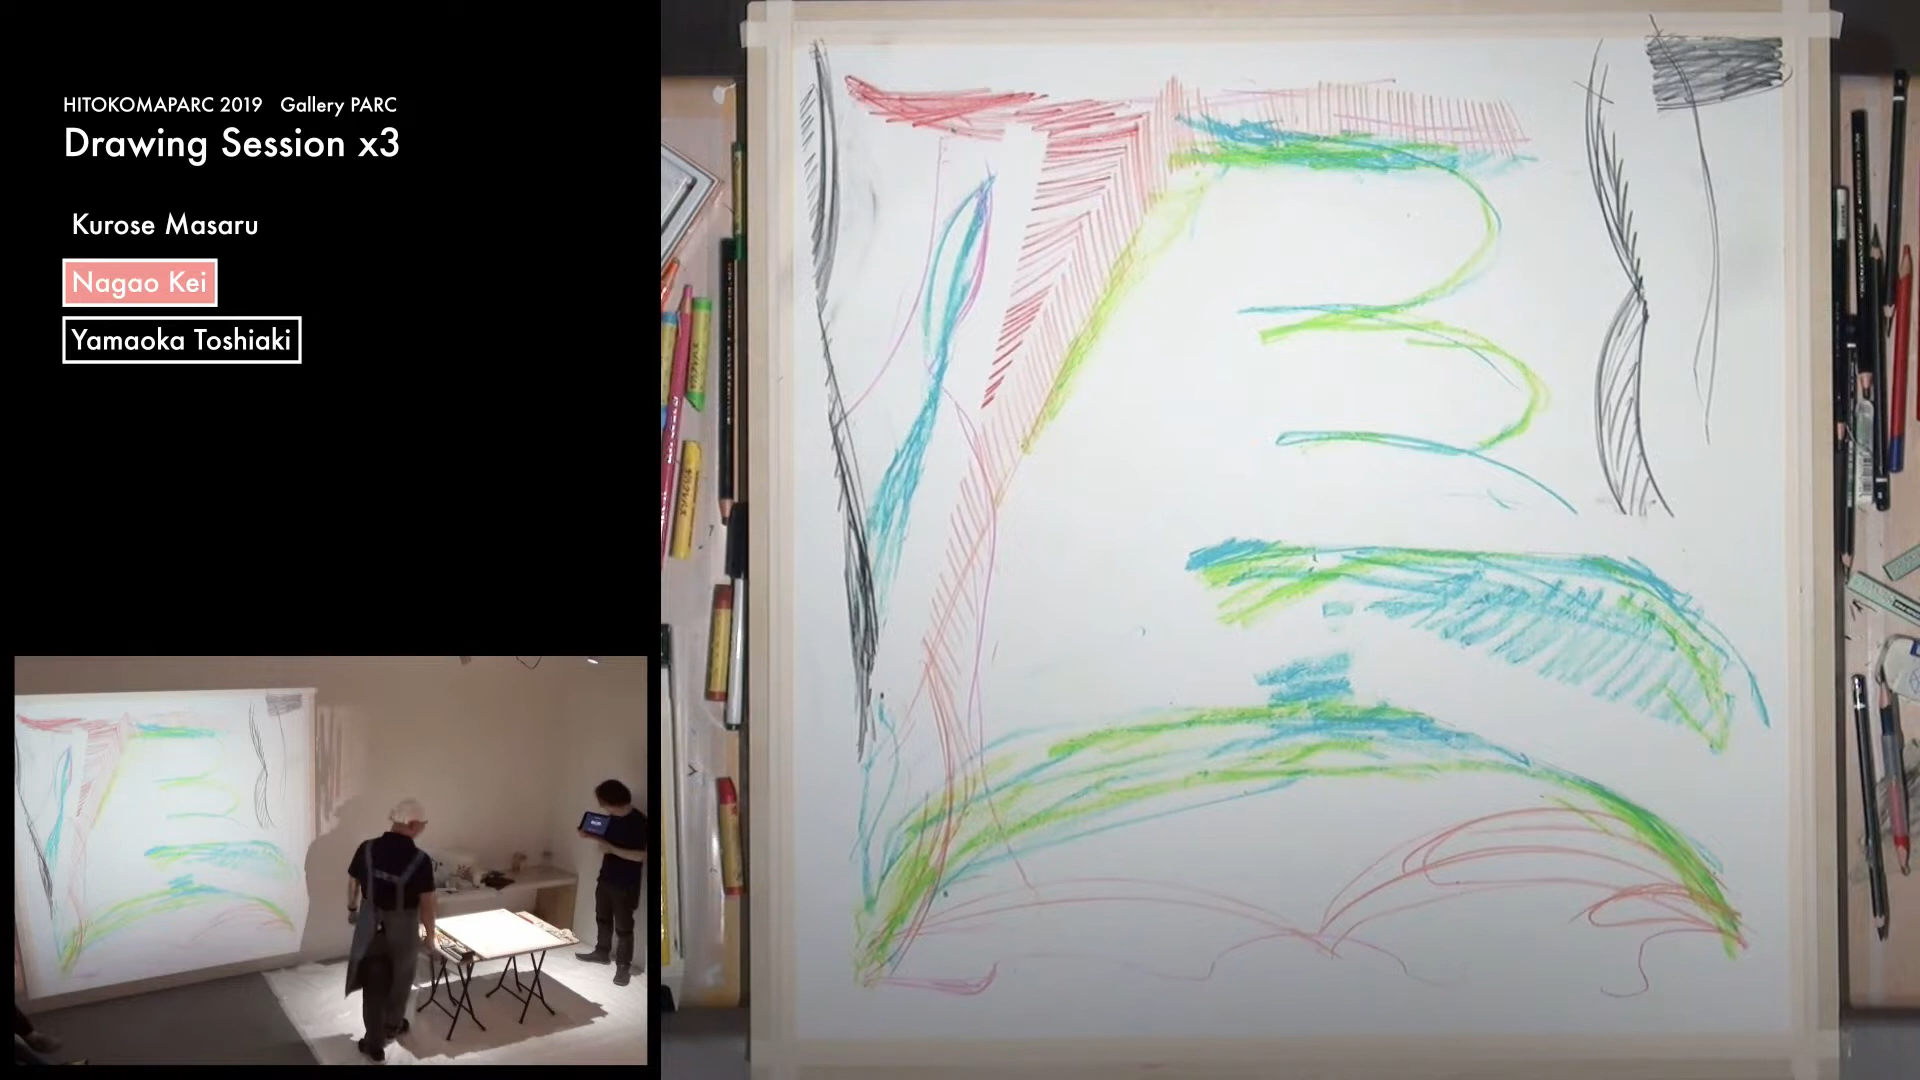 HITOKOMAPARC 2019 Gallery PARC
Drawing Session x3
Kurose Masaru
Nagao Kei
Yamaoka Toshiaki